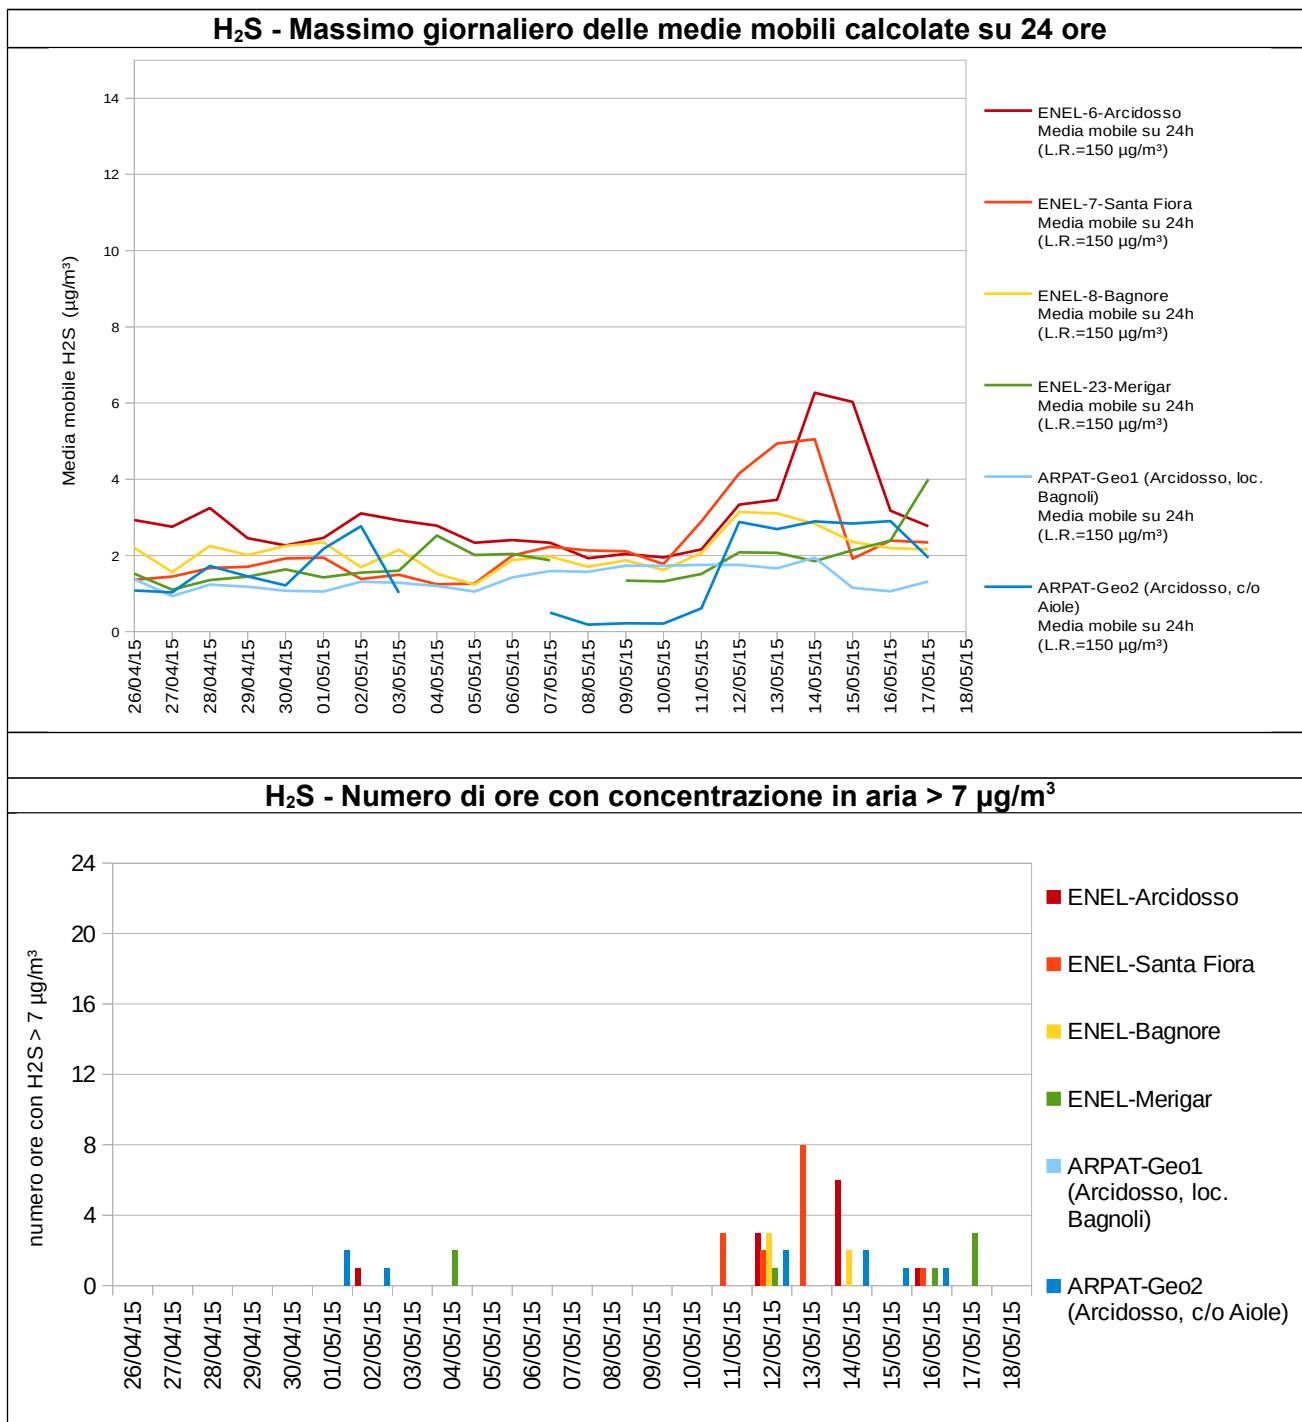 H₂S - Massimo giornaliero delle medie mobili calcolate su 24 ore
Media mobile H2S (µg/m³)
14
12
10
8
6
4
2
0
26/04/15
27/04/15
28/04/15
29/04/15
30/04/15
01/05/15
02/05/15
03/05/15
04/05/15
05/05/15
06/05/15
07/05/15
08/05/15
09/05/15
10/05/15
11/05/15
12/05/15
13/05/15
14/05/15
15/05/15
16/05/15
17/05/15
18/05/15
ENEL-6-Arcidosso
Media mobile su 24h
(L.R.=150 µg/m³)
ENEL-7-Santa Fiora
Media mobile su 24h
(L.R.=150 µg/m³)
ENEL-8-Bagnore
Media mobile su 24h
(L.R.=150 µg/m³)
ENEL-23-Merigar
Media mobile su 24h
(L.R.=150 µg/m³)
ARPAT-Geo1 (Arcidosso, loc.
Bagnoli)
Media mobile su 24h
(L.R.=150 µg/m³)
ARPAT-Geo2 (Arcidosso, c/o
Aiole)
Media mobile su 24h
(L.R.=150 µg/m³)
H₂S - Numero di ore con concentrazione in aria > 7 µg/m³
numero ore con H2S > 7 µg/m³
24
20
16
12
8
4
0
26/04/15
27/04/15
28/04/15
29/04/15
30/04/15
01/05/15
02/05/15
03/05/15
04/05/15
05/05/15
06/05/15
07/05/15
08/05/15
09/05/15
10/05/15
11/05/15
12/05/15
13/05/15
14/05/15
15/05/15
16/05/15
17/05/15
18/05/15
ENEL-Arcidosso
ENEL-Santa Fiora
ENEL-Bagnore
ENEL-Merigar
ARPAT-Geo1
(Arcidosso, loc.
Bagnoli)
ARPAT-Geo2
(Arcidosso, c/o Aiole)